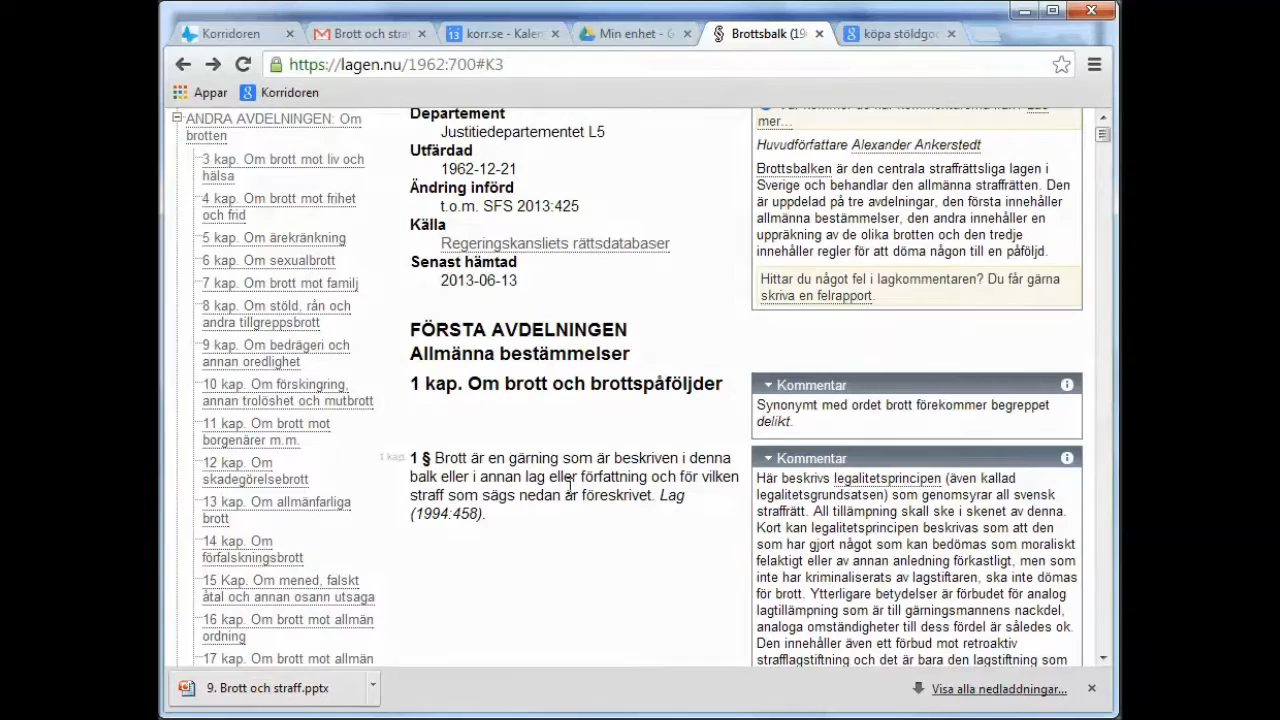 Korridoren
Brott och stra
korr.se - Kalen
Min enhet - G
Brottsbalk (19
köpa stöldgod
https://lagen.nu/1962:700#K3
Appar
Korridoren
ANDRA AVDELNINGEN: Om
brotten
3 kap. Om brott mot liv och
hälsa
4 kap. Om brott mot frihet
och frid
5 kap. Om ärekränkning
6 kap. Om sexualbrott
7 kap. Om brott mot familj
8 kap. Om stöld, rån och
andra tillgreppsbrott
9 kap. Om bedrägeri och
annan oredlighet
10 kap. Om förskingring,
annan trolöshet och mutbrott
11 kap. Om brott mot
borgenärer m.m.
12 kap. Om
skadegörelsebrott
13 kap. Om allmänfarliga
brott
14 kap. Om
förfalskningsbrott
15 Kap. Om mened, falskt
åtal och annan osann utsaga
16 kap. Om brott mot allmän
ordning
17 kap. Om brott mot allmän
Departement
Justitiedepartementet L5
Utfärdad
1962-12-21
Ändring införd
t.o.m. SFS 2013:425
Källa
Regeringskansliets rättsdatabaser
Senast hämtad
2013-06-13
FÖRSTA AVDELNINGEN
Allmänna bestämmelser
1 kap. Om brott och brottspåföljder
1 kap.
1 § Brott är en gärning som är beskriven i denna
balk eller i annan lag eller författning och för vilken
straff som sägs nedan är föreskrivet. Lag
(1994:458).
mer...
Huvudförfattare Alexander Ankerstedt
Brottsbalken är den centrala straffrättsliga lagen i
Sverige och behandlar den allmänna straffrätten. Den
är uppdelad på tre avdelningar, den första innehåller
allmänna bestämmelser, den andra innehåller en
uppräkning av de olika brotten och den tredje
innehåller regler för att döma någon till en påföljd.
Hittar du något fel i lagkommentaren? Du får gärna
skriva en felrapport.
Kommentar
Synonymt med ordet brott förekommer begreppet
delikt.
Kommentar
Här beskrivs legalitetsprincipen (även kallad
legalitetsgrundsatsen) som genomsyrar all svensk
straffrätt. All tillämpning skall ske i skenet av denna.
Kort kan legalitetsprincipen beskrivas som att den
som har gjort något som kan bedömas som moraliskt
felaktigt eller av annan anledning förkastligt, men som
inte har kriminaliserats av lagstiftaren, ska inte dömas
för brott. Ytterligare betydelser är förbudet för analog
lagtillämpning som är till gärningsmannens nackdel,
analoga omständigheter till dess fördel är således ok.
Den innehåller även ett förbud mot retroaktiv
strafflagstiftning och det är bara den lagstiftning som
9. Brott och straff.pptx
Visa alla nedladdningar...